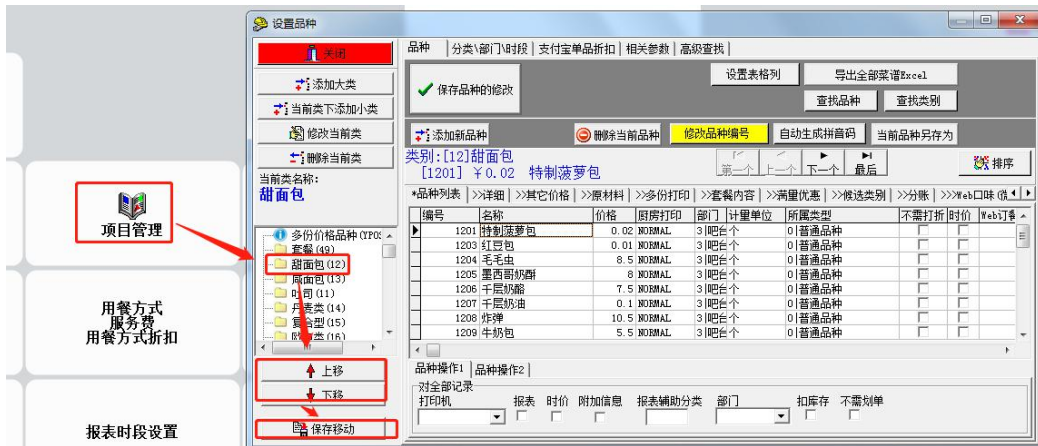 设置品种
关闭
添加大类
当前类下添加小类
修改当前类
删除当前类
当前类名称:
甜面包
多份价格品种(TPOS
套餐(49)
甜面包(12)
咸面包(13)
吐司(11)
丹麦类(14)
复合型(15)
上移
下移
保存移动
项目管理
用餐方式
服务费
用餐方式折扣
报表时段设置
品种 分类\部门\时段 支付宝单品折扣 相关参数 高级查找
保存品种的修改
设置表格列 导出全部菜谱Excel
查找品种 查找类别
添加新品种 删除当前品种 修改品种编号 自动生成拼音码 当前品种另存为
类别:[12]甜面包
[1201] ￥0.02 特制菠萝包
第一个 上一个 下一个 最后 排序
*品种列表 >>详细 >>其它价格 >>原材料 >>多份打印 >>套餐内容 >>满里优惠 >>候选类别 >>分账 >>>Web口味
编号 名称 价格 厨房打印 部门 计量单位 所属类型 不需打折 时价
1201 特制菠萝包 0.02 NORMAL 3|吧台 个 0|普通品种
1203 红豆包 0.01 NORMAL 3|吧台 个 0|普通品种
1204 毛毛虫 8.5 NORMAL 3|吧台 个 0|普通品种
1205 墨西哥奶酥 8 NORMAL 3|吧台 个 0|普通品种
1206 千层奶酪 7.5 NORMAL 3|吧台 个 0|普通品种
1207 千层奶油 0.1 NORMAL 3|吧台 个 0|普通品种
1208 炸弹 10.5 NORMAL 3|吧台 个 0|普通品种
1209 牛奶包 5.5 NORMAL 3|吧台 个 0|普通品种
品种操作1 品种操作2
对全部记录
打印机 报表 时价 附加信息 报表辅助分类 部门 扣库存 不需划单